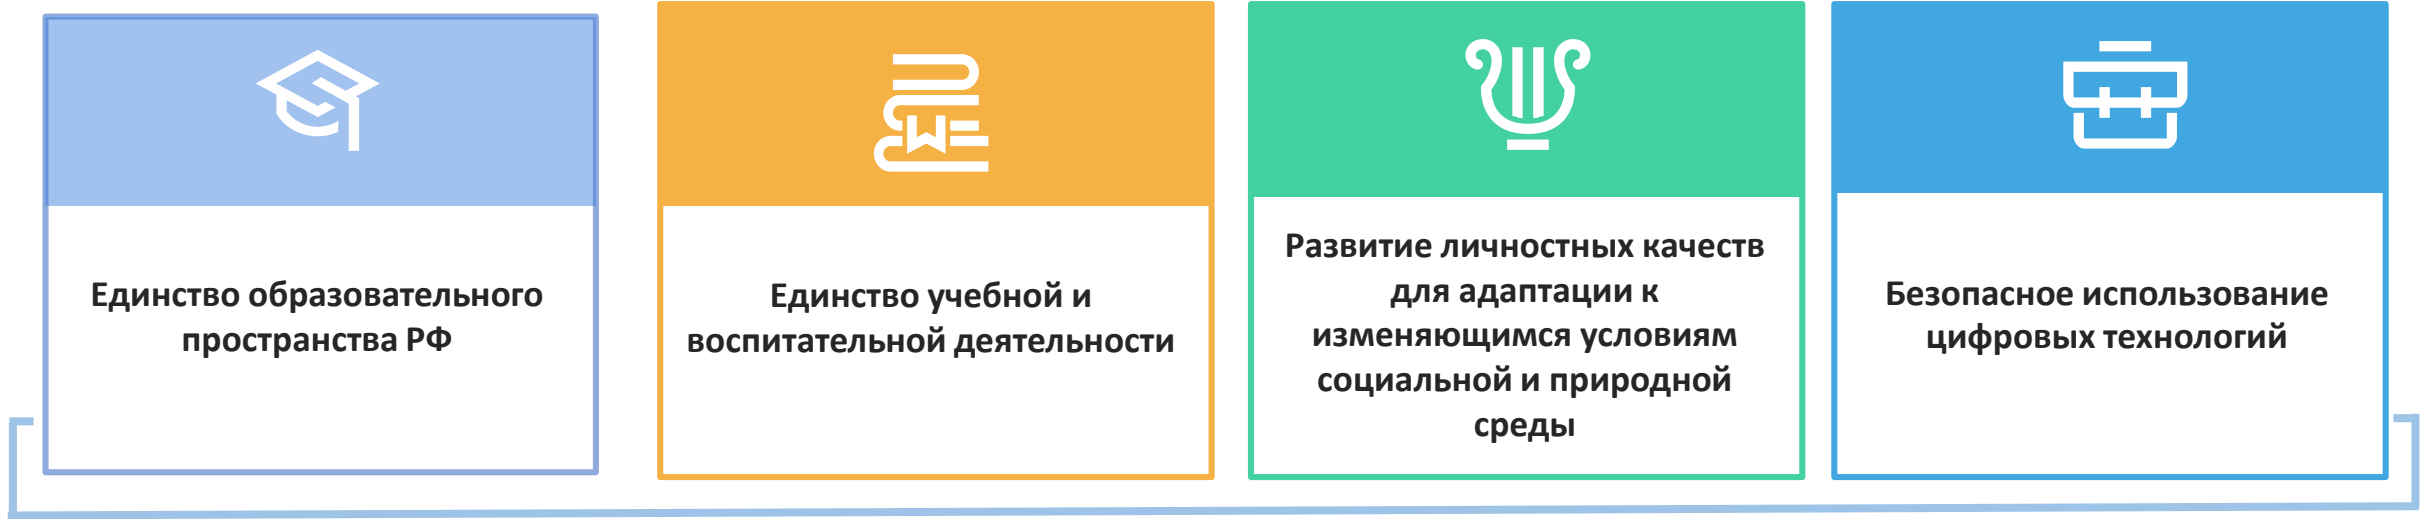 Единство образовательного
пространства РФ
Единство учебной и
воспитательной деятельности
Развитие личностных качеств
для адаптации к
изменяющимся условиям
социальной и природной
среды
Безопасное использование
цифровых технологий